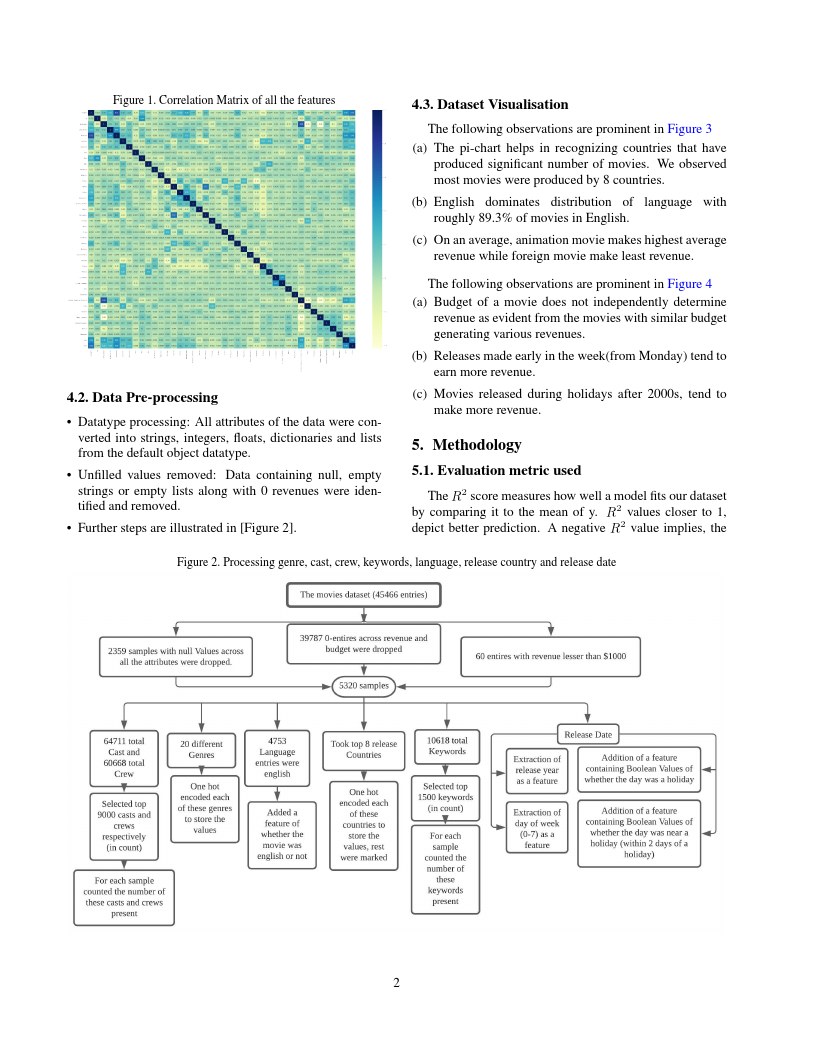 Figure 1. Correlation Matrix of all the features
4.2. Data Pre-processing
• Datatype processing: All attributes of the data were con-
verted into strings, integers, floats, dictionaries and lists
from the default object datatype.
• Unfilled values removed: Data containing null, empty
strings or empty lists along with 0 revenues were iden-
tified and removed.
• Further steps are illustrated in [Figure 2].
4.3. Dataset Visualisation
The following observations are prominent in Figure 3
(a) The pi-chart helps in recognizing countries that have
produced significant number of movies. We observed
most movies were produced by 8 countries.
(b) English dominates distribution of language with
roughly 89.3% of movies in English.
(c) On an average, animation movie makes highest average
revenue while foreign movie make least revenue.
The following observations are prominent in Figure 4
(a) Budget of a movie does not independently determine
revenue as evident from the movies with similar budget
generating various revenues.
(b) Releases made early in the week(from Monday) tend to
earn more revenue.
(c) Movies released during holidays after 2000s, tend to
make more revenue.
5. Methodology
5.1. Evaluation metric used
The R² score measures how well a model fits our dataset
by comparing it to the mean of y. R² values closer to 1,
depict better prediction. A negative R² value implies, the
Figure 2. Processing genre, cast, crew, keywords, language, release country and release date
The movies dataset (45466 entries)
2359 samples with null Values across
all the attributes were dropped.
39787 0-entires across revenue and
budget were dropped
60 entires with revenue lesser than $1000
5320 samples
64711 total
Cast and
60668 total
Crew
Selected top
9000 casts and
crews
respectively
(in count)
For each sample
counted the number of
these casts and crews
present
20 different
Genres
One hot
encoded each
of these genres
to store the
values
4753
Language
entries were
english
Added a
feature of
whether the
movie was
english or not
Took top 8 release
Countries
One hot
encoded each
of these
countries to
store the
values, rest
were marked
10618 total
Keywords
Selected top
1500 keywords
(in count)
For each
sample
counted the
number of
these
keywords
present
Release Date
Extraction of
release year
as a feature
Addition of a feature
containing Boolean Values of
whether the day was a holiday
Extraction of
day of week
(0-7) as a
feature
Addition of a feature
containing Boolean Values of
whether the day was near a
holiday (within 2 days of a
holiday)
2